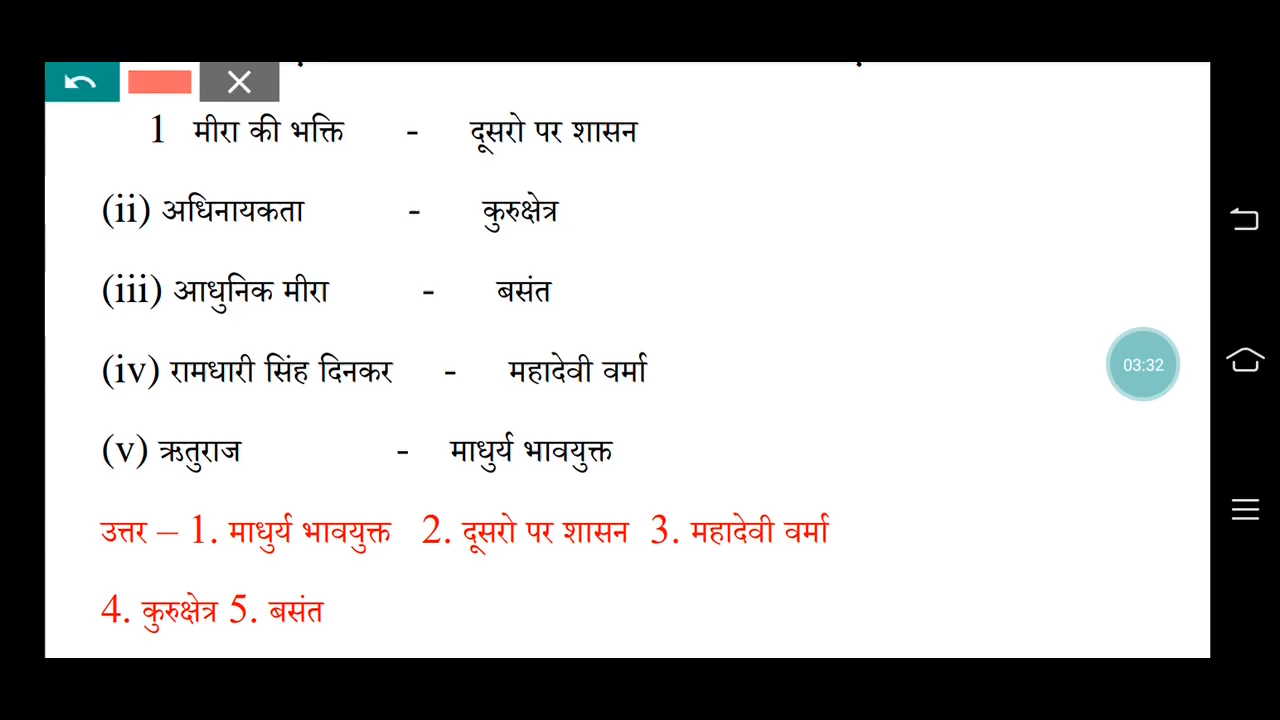 1 मीरा की भक्ति - दूसरो पर शासन
(ii) अधिनायकता - कुरुक्षेत्र
(iii) आधुनिक मीरा - बसंत
(iv) रामधारी सिंह दिनकर - महादेवी वर्मा
(v) ऋतुराज - माधुर्य भावयुक्त
उत्तर – 1. माधुर्य भावयुक्त 2. दूसरो पर शासन 3. महादेवी वर्मा
4. कुरुक्षेत्र 5. बसंत
03:32